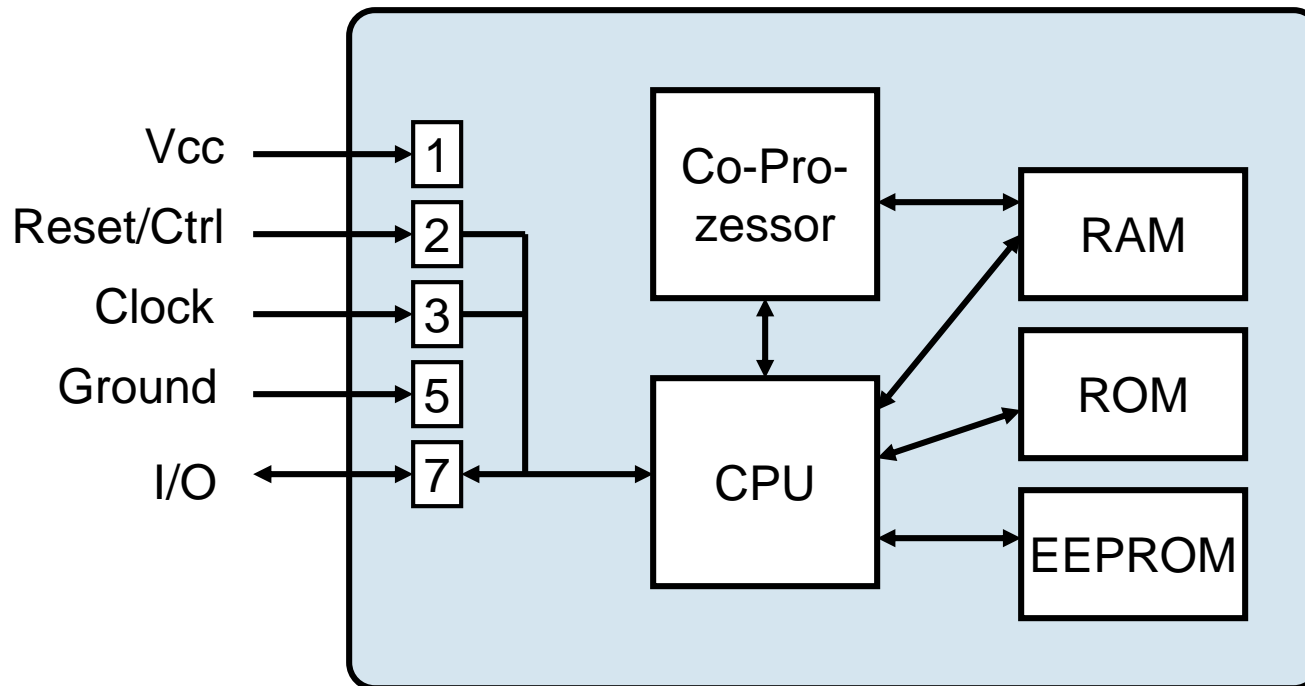 Vcc
1
Reset/Ctrl
2
Clock
3
Ground
5
I/O
7
Co-Pro-
zessor
CPU
RAM
ROM
EEPROM